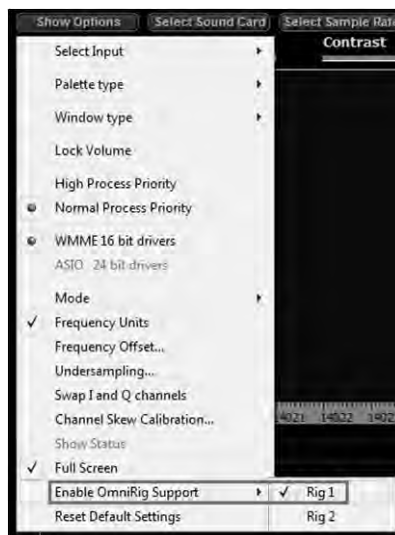 Show Options Select Sound Card Select Sample Rate
Contrast
Select Input
Palette type
Window type
Lock Volume
High Process Priority
Normal Process Priority
WMME 16 bit drivers
ASIO 24 bit drivers
Mode
Frequency Units
Frequency Offset...
Undersampling...
Swap I and Q channels
Channel Skew Calibration...
14021 14022 1402
Show Status
Full Screen
Enable OmniRig Support Rig 1
Reset Default Settings Rig 2